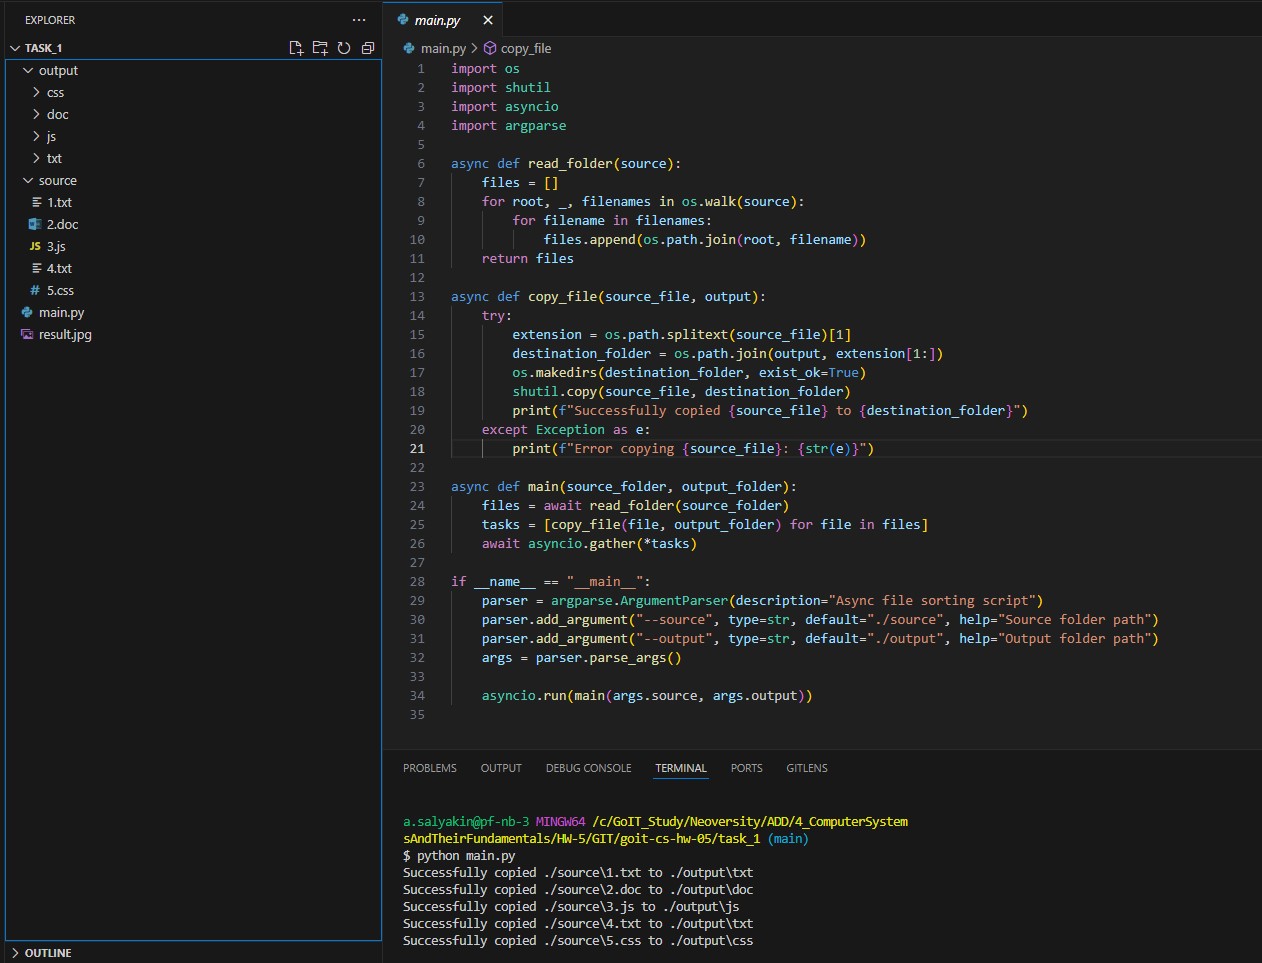 EXPLORER
TASK_1
output
css
doc
js
txt
source
1.txt
2.doc
JS 3.js
4.txt
# 5.css
main.py
result.jpg
OUTLINE
main.py
main.py > copy_file
1 import os
2 import shutil
3 import asyncio
4 import argparse
5
6 async def read_folder(source):
7     files = []
8     for root, _, filenames in os.walk(source):
9         for filename in filenames:
10             files.append(os.path.join(root, filename))
11     return files
12
13 async def copy_file(source_file, output):
14     try:
15         extension = os.path.splitext(source_file)[1]
16         destination_folder = os.path.join(output, extension[1:])
17         os.makedirs(destination_folder, exist_ok=True)
18         shutil.copy(source_file, destination_folder)
19         print(f"Successfully copied {source_file} to {destination_folder}")
20     except Exception as e:
21         print(f"Error copying {source_file}: {str(e)}")
22
23 async def main(source_folder, output_folder):
24     files = await read_folder(source_folder)
25     tasks = [copy_file(file, output_folder) for file in files]
26     await asyncio.gather(*tasks)
27
28 if __name__ == "__main__":
29     parser = argparse.ArgumentParser(description="Async file sorting script")
30     parser.add_argument("--source", type=str, default="./source", help="Source folder path")
31     parser.add_argument("--output", type=str, default="./output", help="Output folder path")
32     args = parser.parse_args()
33
34     asyncio.run(main(args.source, args.output))
35
PROBLEMS OUTPUT DEBUG CONSOLE TERMINAL PORTS GITLENS
a.salyakin@pf-nb-3 MINGW64 /c/GoIT_Study/Neoversity/ADD/4_ComputerSystem
sAndTheirFundamentals/HW-5/GIT/goit-cs-hw-05/task_1 (main)
$ python main.py
Successfully copied ./source\1.txt to ./output\txt
Successfully copied ./source\2.doc to ./output\doc
Successfully copied ./source\3.js to ./output\js
Successfully copied ./source\4.txt to ./output\txt
Successfully copied ./source\5.css to ./output\css